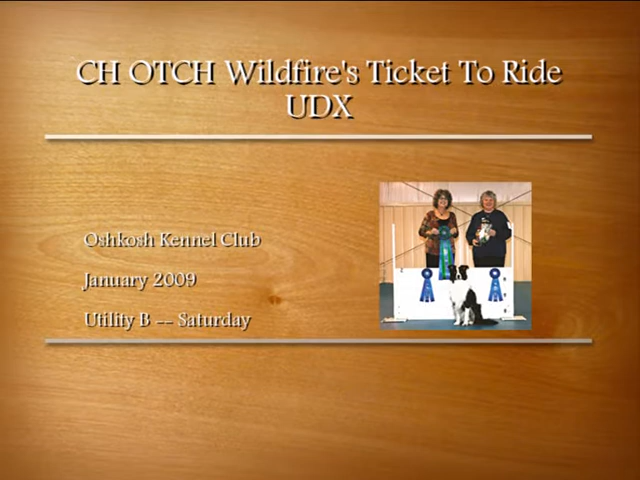 CH OTCH Wildfire's Ticket To Ride
UDX
Oshkosh Kennel Club
January 2009
Utility B -- Saturday